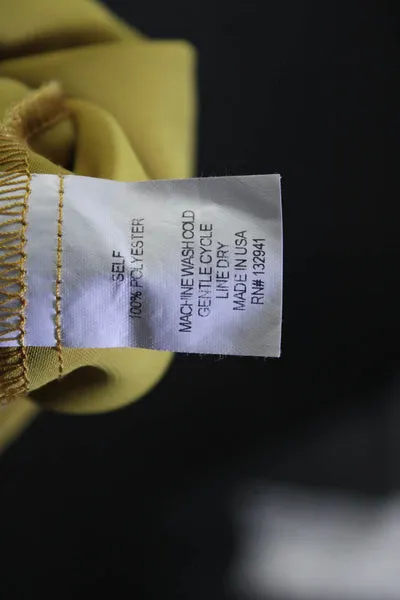 SELF
100% POLYESTER
MACHINE WASH COLD
GENTLE CYCLE
LINE DRY
MADE IN USA
RN# 132941